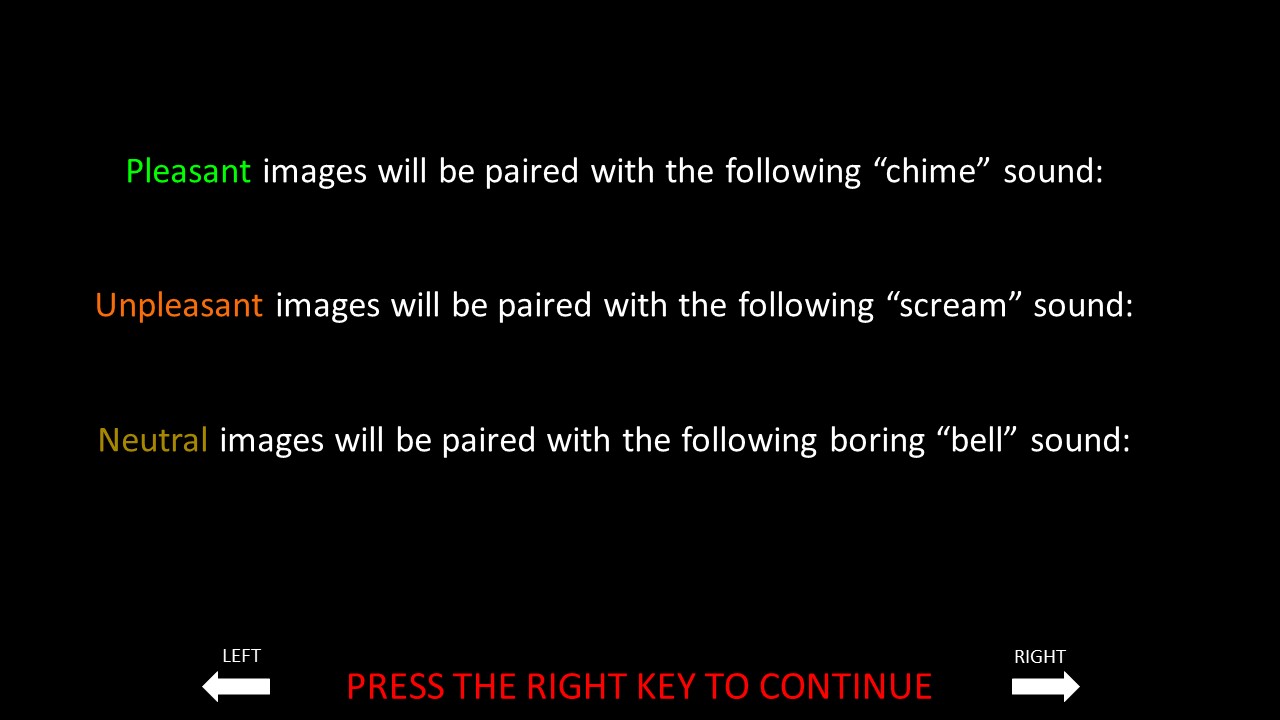 Pleasant images will be paired with the following “chime” sound:
Unpleasant images will be paired with the following “scream” sound:
Neutral images will be paired with the following boring “bell” sound:
LEFT
RIGHT
PRESS THE RIGHT KEY TO CONTINUE